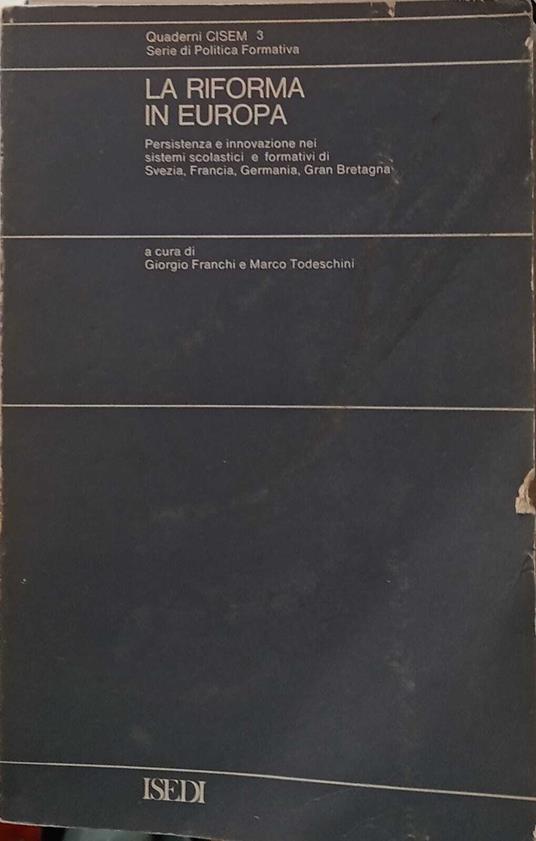 Quaderni CISEM 3
Serie di Politica Formativa
LA RIFORMA
IN EUROPA
Persistenza e innovazione nei
sistemi scolastici e formativi di
Svezia, Francia, Germania, Gran Bretagna
a cura di
Giorgio Franchi e Marco Todeschini
ISEDI